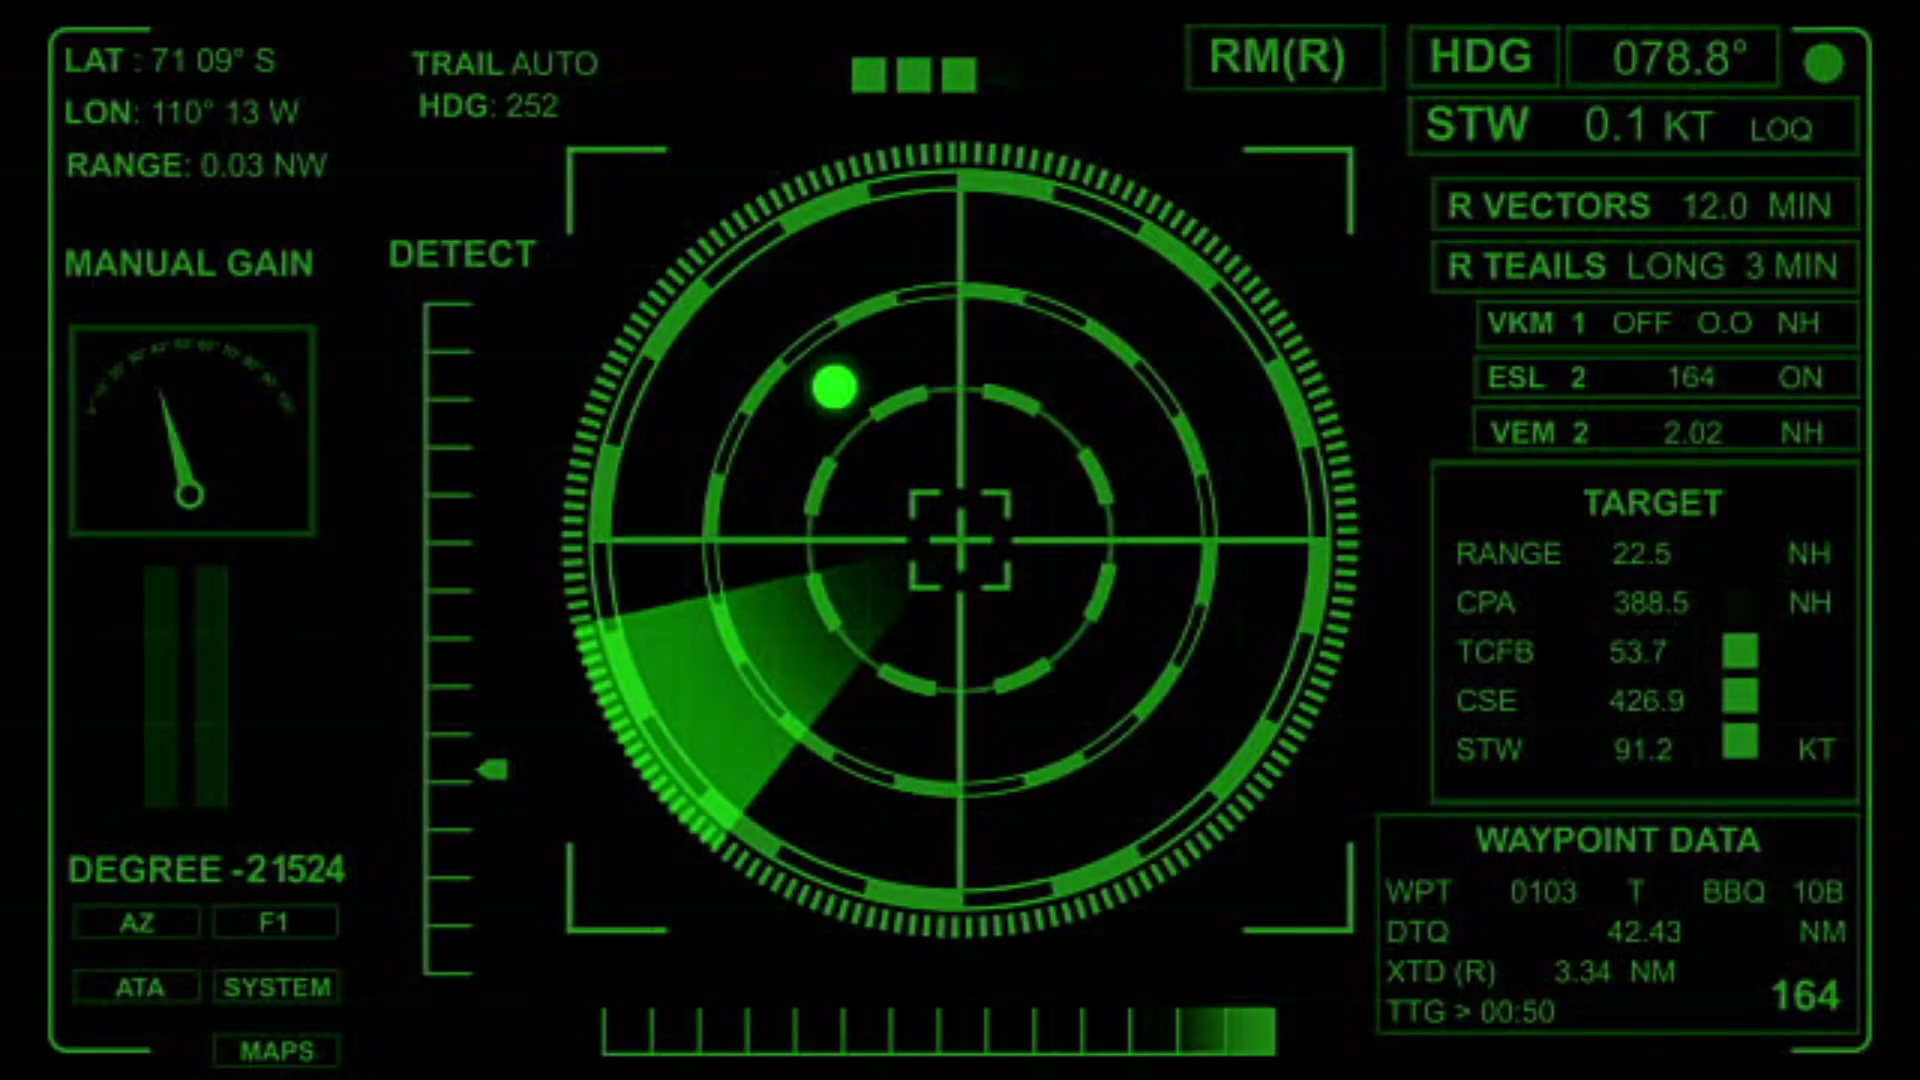 LAT : 71 09° S
LON: 110° 13 W
RANGE: 0.03 NW
TRAIL AUTO
HDG: 252
RM(R)
HDG 078.8°
STW 0.1 KT LOQ
R VECTORS 12.0 MIN
R TEAILS LONG 3 MIN
VKM 1 OFF O.O NH
ESL 2 164 ON
VEM 2 2.02 NH
MANUAL GAIN
DETECT
TARGET
RANGE 22.5 NH
CPA 388.5 NH
TCFB 53.7
CSE 426.9
STW 91.2 KT
DEGREE -21524
AZ F1
ATA SYSTEM
MAPS
WAYPOINT DATA
WPT 0103 T BBQ 10B
DTQ 42.43 NM
XTD (R) 3.34 NM
TTG > 00:50
164